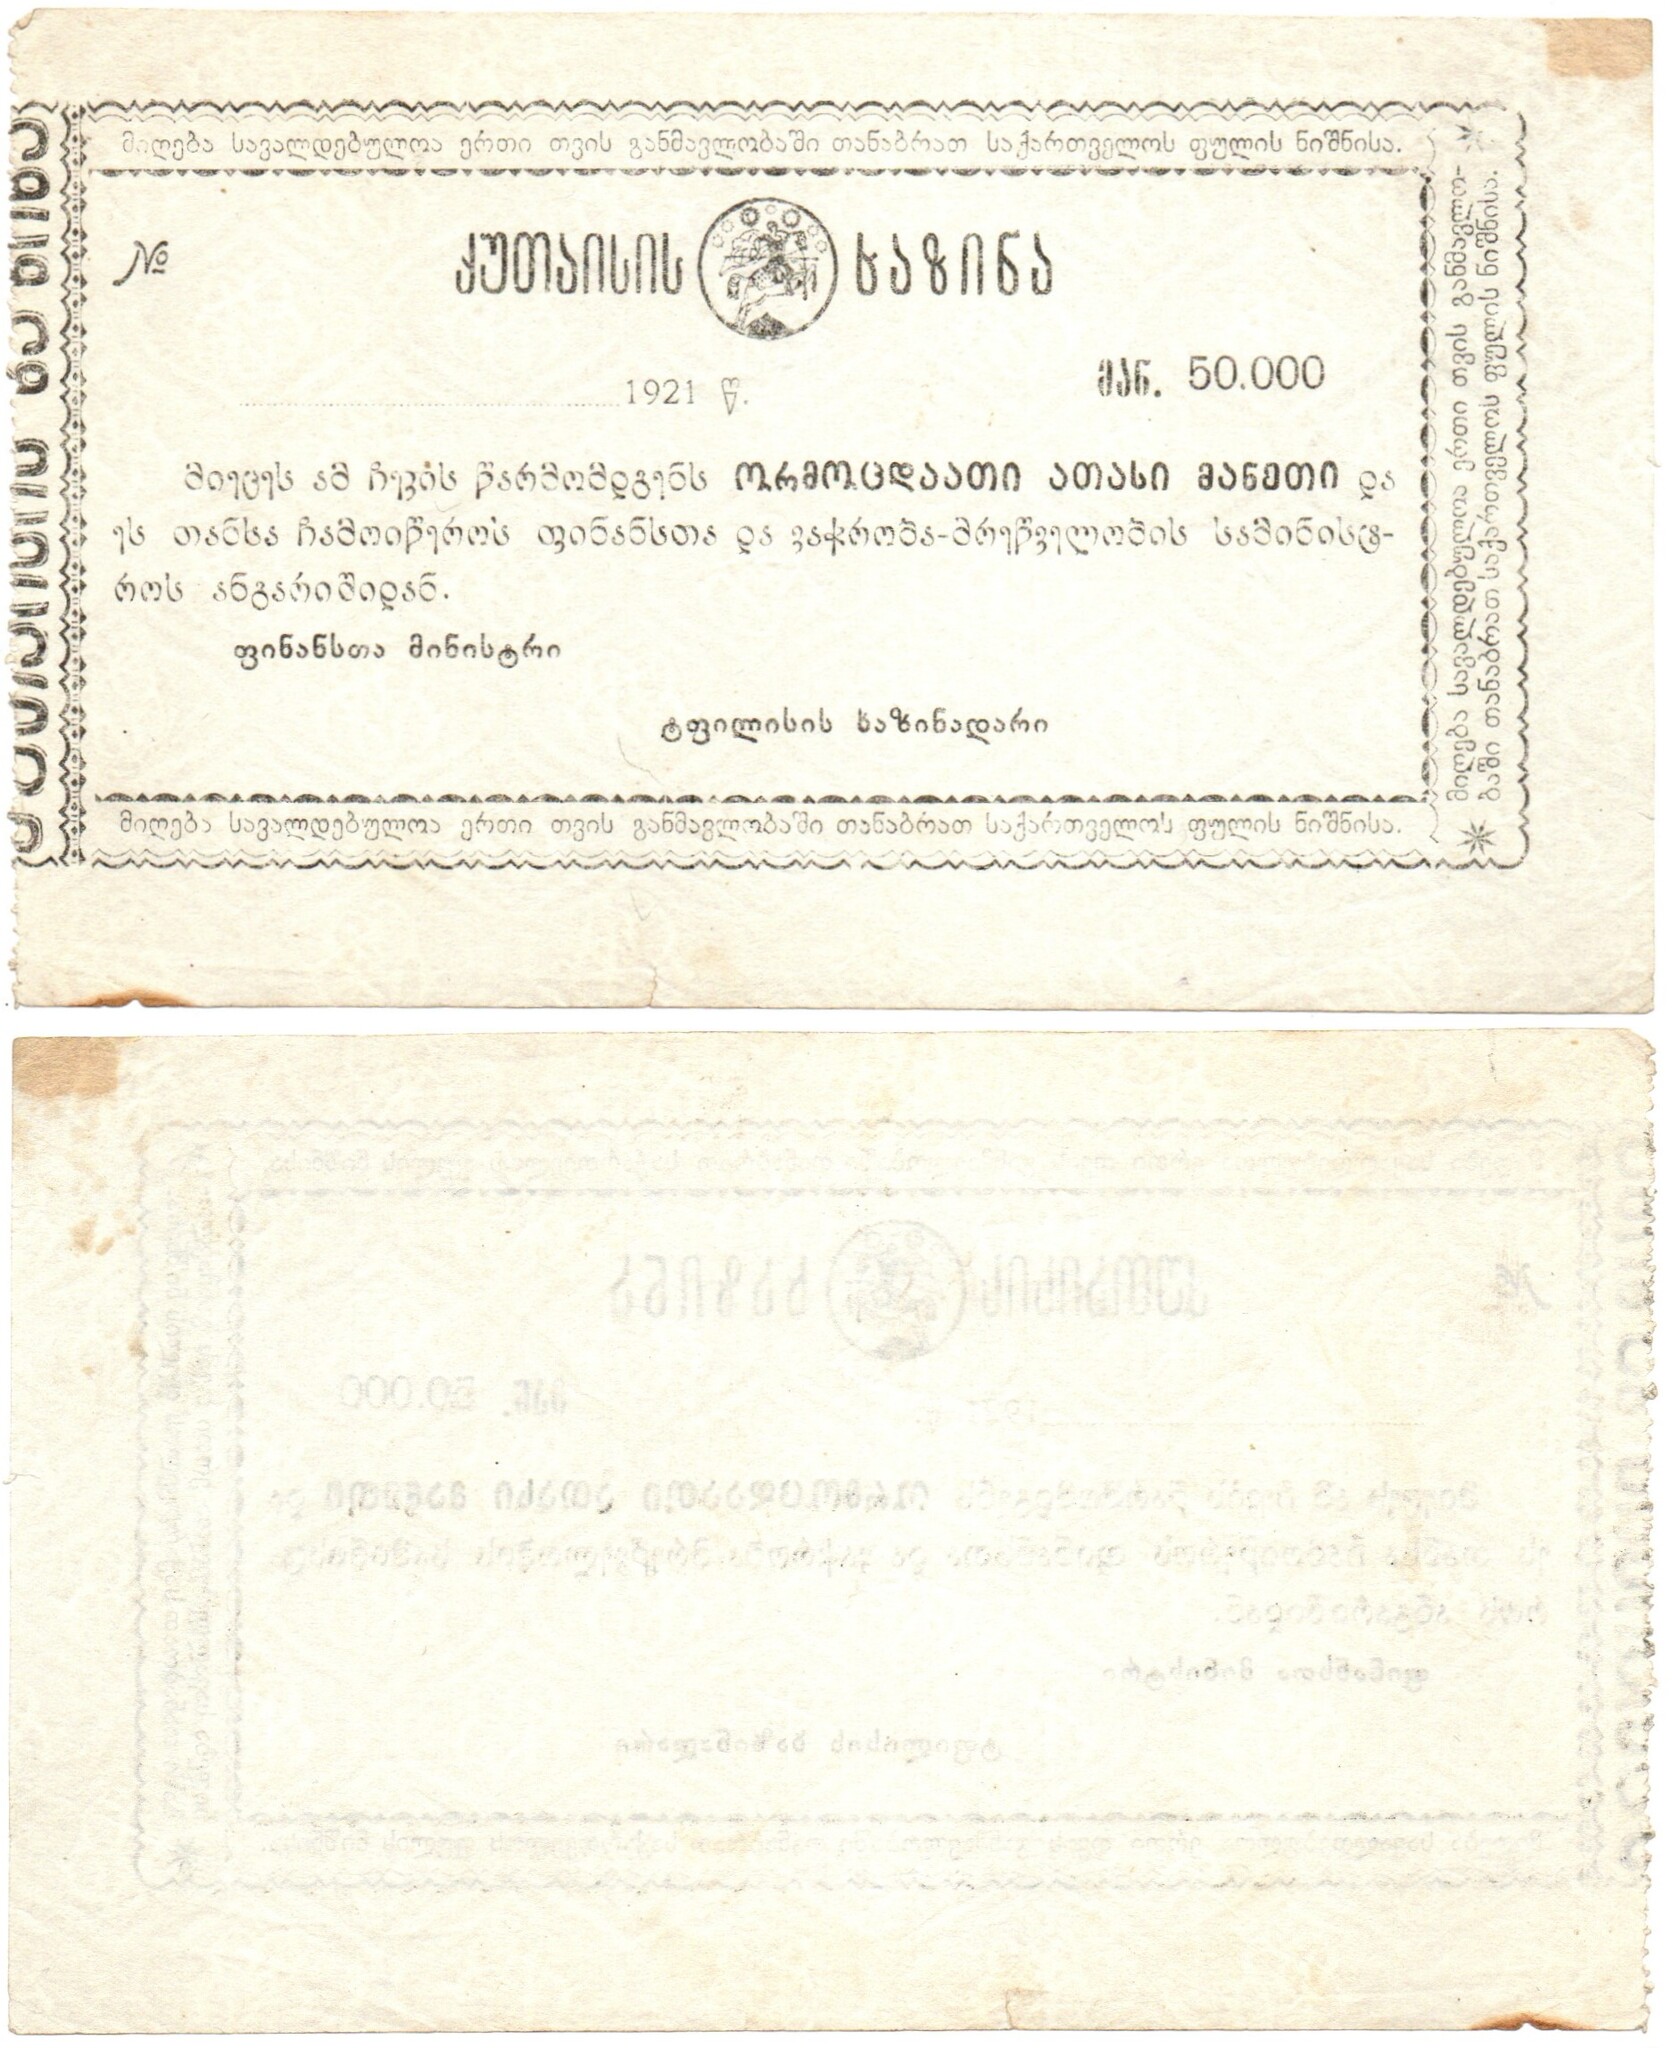 მიღება სავალდებულოა ერთი თვის განმავლობაში თანაბრათ საქართველოს ფულის ნიშნისა.
№
ქუთაისის ხაზინა
1921 წ.
მან. 50.000
მიეცეს ამ ჩეკის წარმომდგენს ორმოცდაათი ათასი მანეთი და
ეს თანხა ჩამოიწეროს ფინანსთა და ვაჭრობა-მრეწველობის სამინისტ-
როს ანგარიშიდან.
ფინანსთა მინისტრი
ტფილისის ხაზინადარი
მიღება სავალდებულოა ერთი თვის განმავლობაში თანაბრათ საქართველოს ფულის ნიშნისა.
მიღება სავალდებულოა ერთი თვის განმავლო-
ბაში თანაბრათ საქართველოს ფულის ნიშნისა.